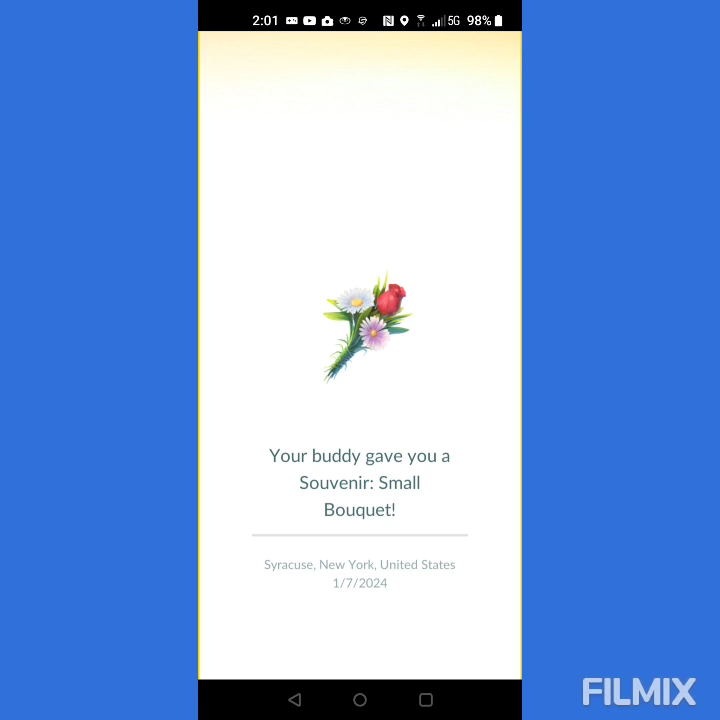 2:01 5G 98%
Your buddy gave you a
Souvenir: Small
Bouquet!
Syracuse, New York, United States
1/7/2024
FILMIX